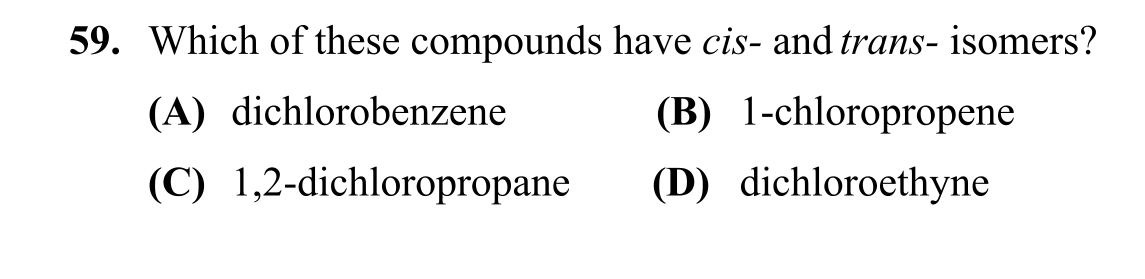 59. Which of these compounds have cis- and trans- isomers?
(A) dichlorobenzene (B) 1-chloropropene
(C) 1,2-dichloropropane (D) dichloroethyne